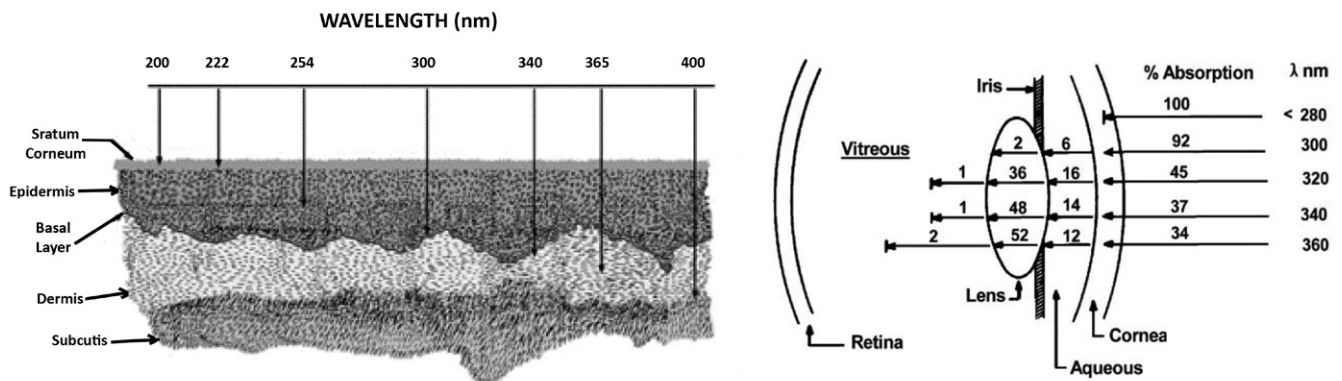 WAVELENGTH (nm)
200 222 254 300 340 365 400
Sratum
Corneum
Epidermis
Basal
Layer
Dermis
Subcutis
% Absorption λ nm
Iris
100 < 280
Vitreous 2 6 92 300
1 36 16 45 320
1 48 14 37 340
2 52 12 34 360
Lens
Retina Cornea
Aqueous